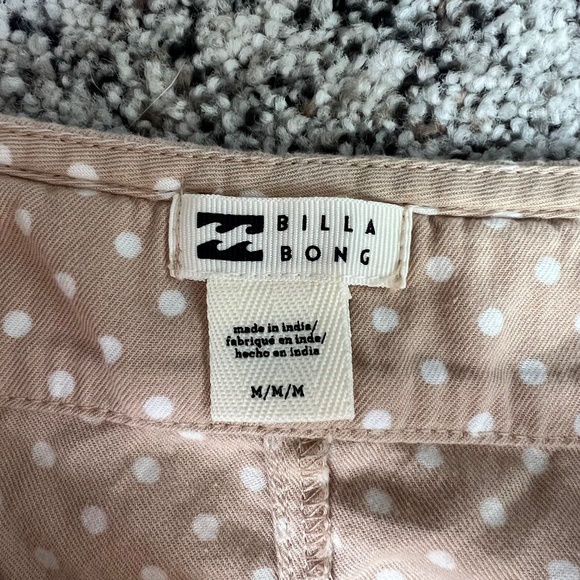 BILLA
BONG
made in india/
fabriqué en inde/
hecho en india
M/M/M